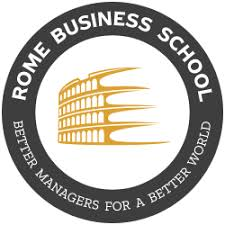 ROME BUSINESS SCHOOL
BETTER MANAGERS FOR A BETTER WORLD